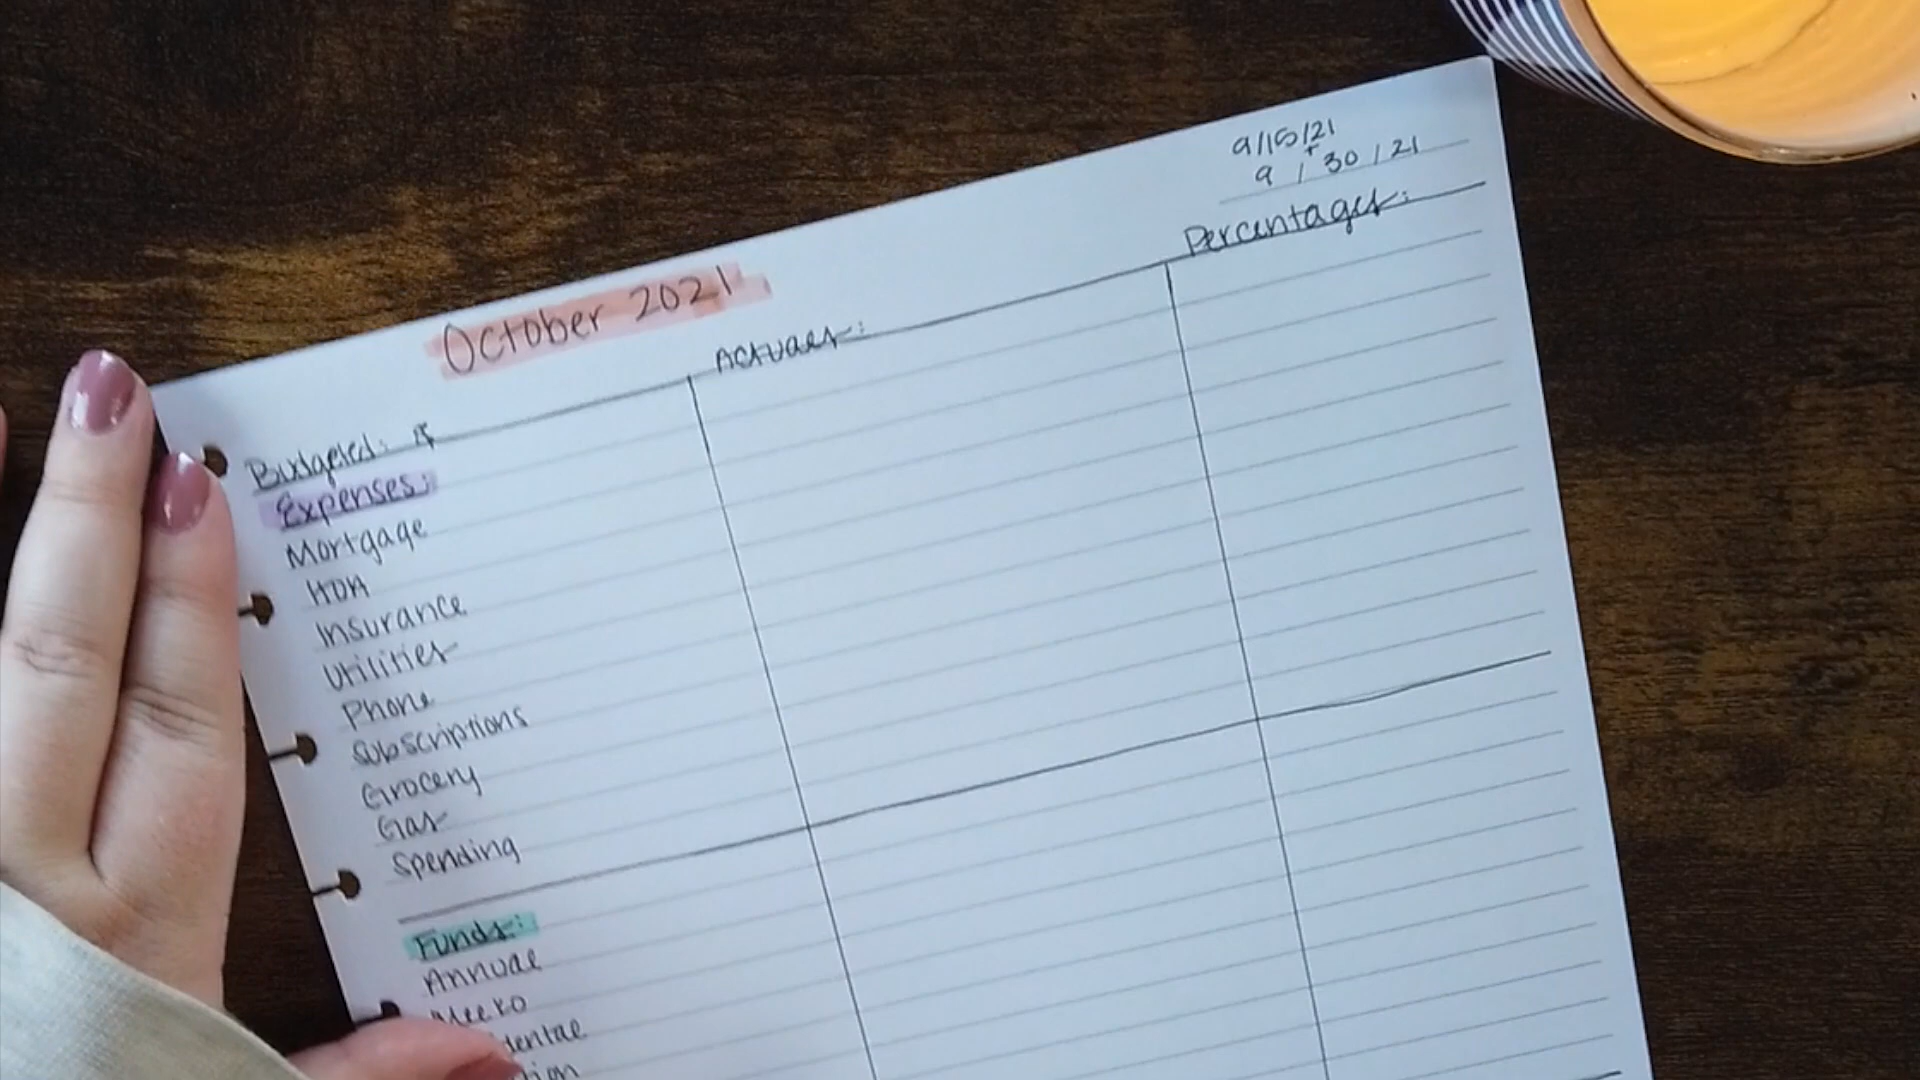 9/15/21
+
9 / 30 / 21
October 2021
Budgeted: $
Actuals:
Percentages:
Expenses:
Mortgage
HOA
Insurance
Utilities
Phone
Subscriptions
Grocery
Gas
Spending
Funds:
Annual
Meeko